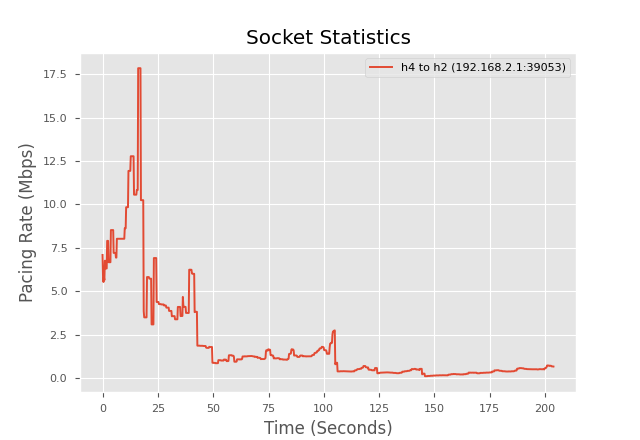 Socket Statistics
h4 to h2 (192.168.2.1:39053)
Pacing Rate (Mbps)
17.5
15.0
12.5
10.0
7.5
5.0
2.5
0.0
0 25 50 75 100 125 150 175 200
Time (Seconds)